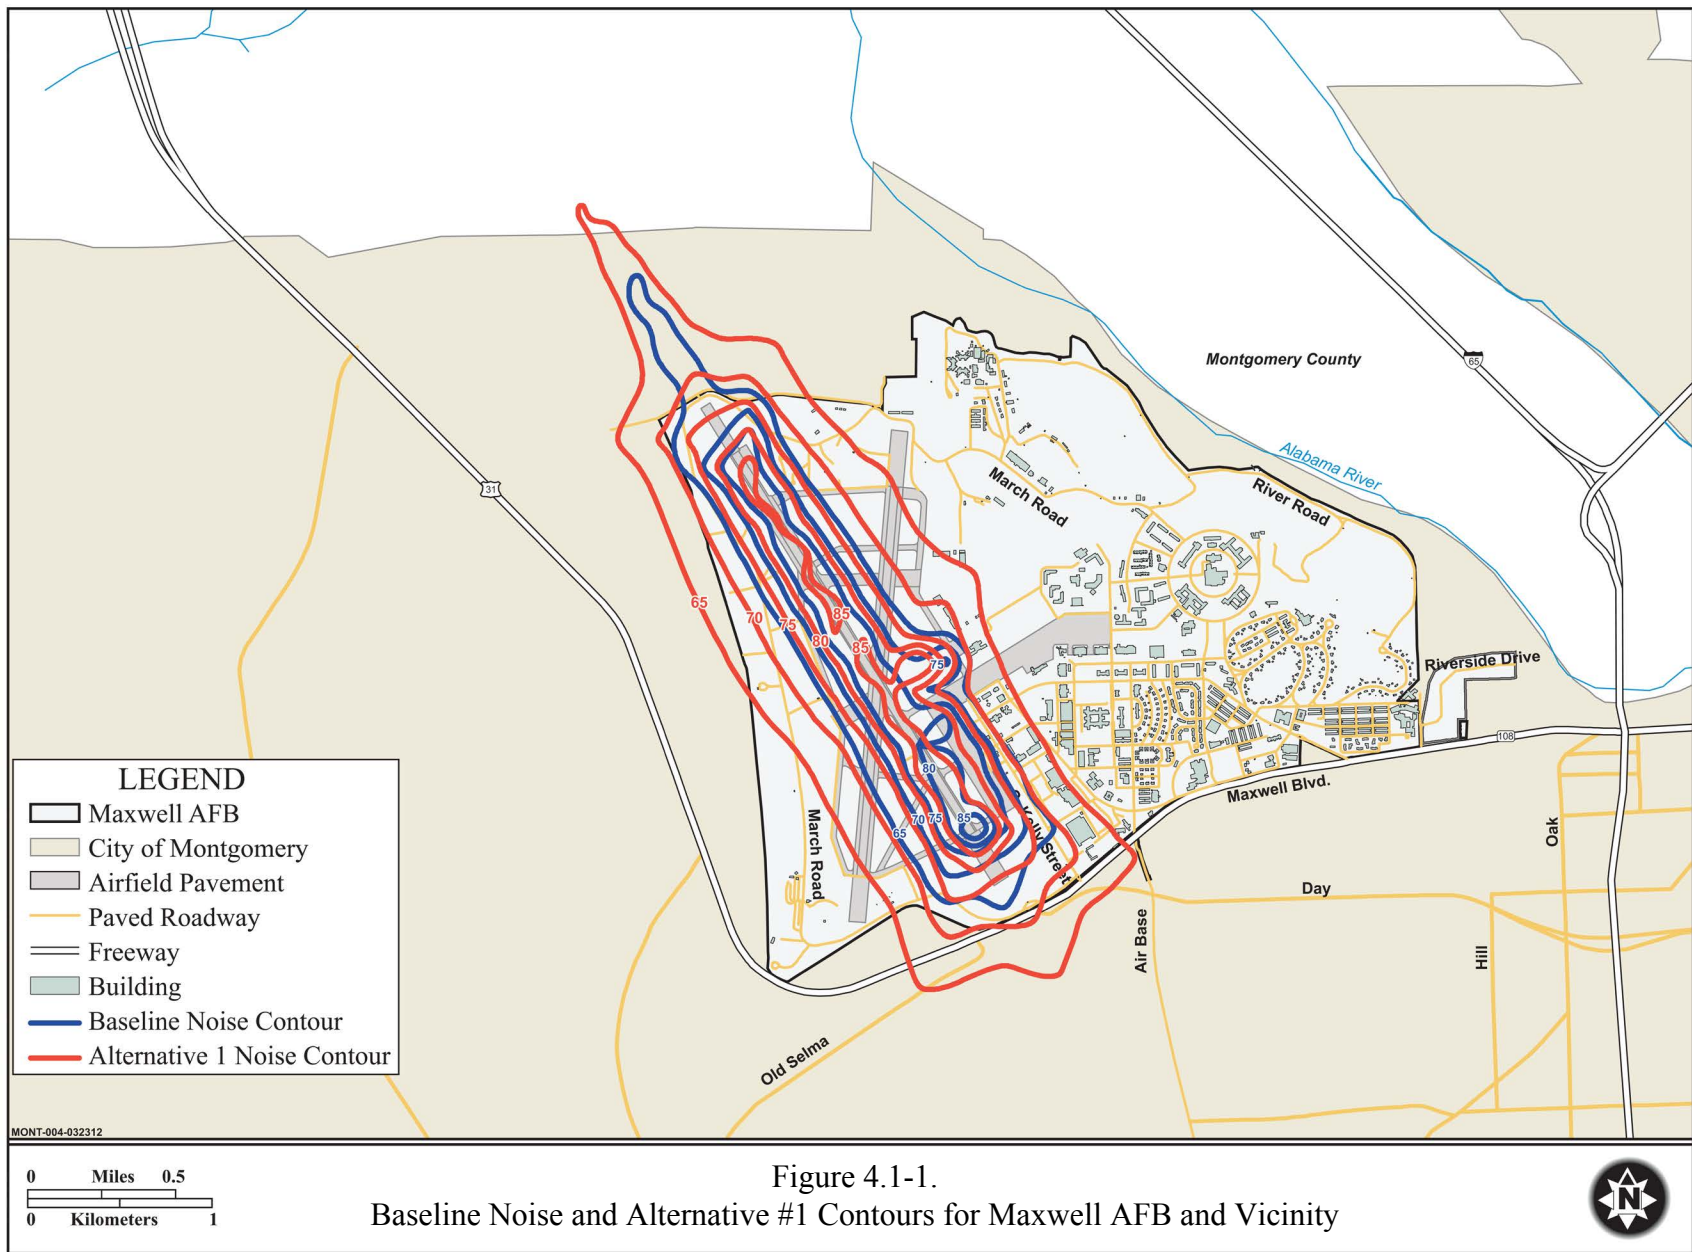 Montgomery County
65
31
Alabama River
River Road
March Road
Riverside Drive
108
Maxwell Blvd.
65
70
75
80
85
85
75
80
65
70
75
85
Kelly Street
March Road
Oak
Day
Air Base
Hill
Old Selma
LEGEND
Maxwell AFB
City of Montgomery
Airfield Pavement
Paved Roadway
Freeway
Building
Baseline Noise Contour
Alternative 1 Noise Contour
MONT-004-032312
0 Miles 0.5
0 Kilometers 1
Figure 4.1-1.
Baseline Noise and Alternative #1 Contours for Maxwell AFB and Vicinity
N